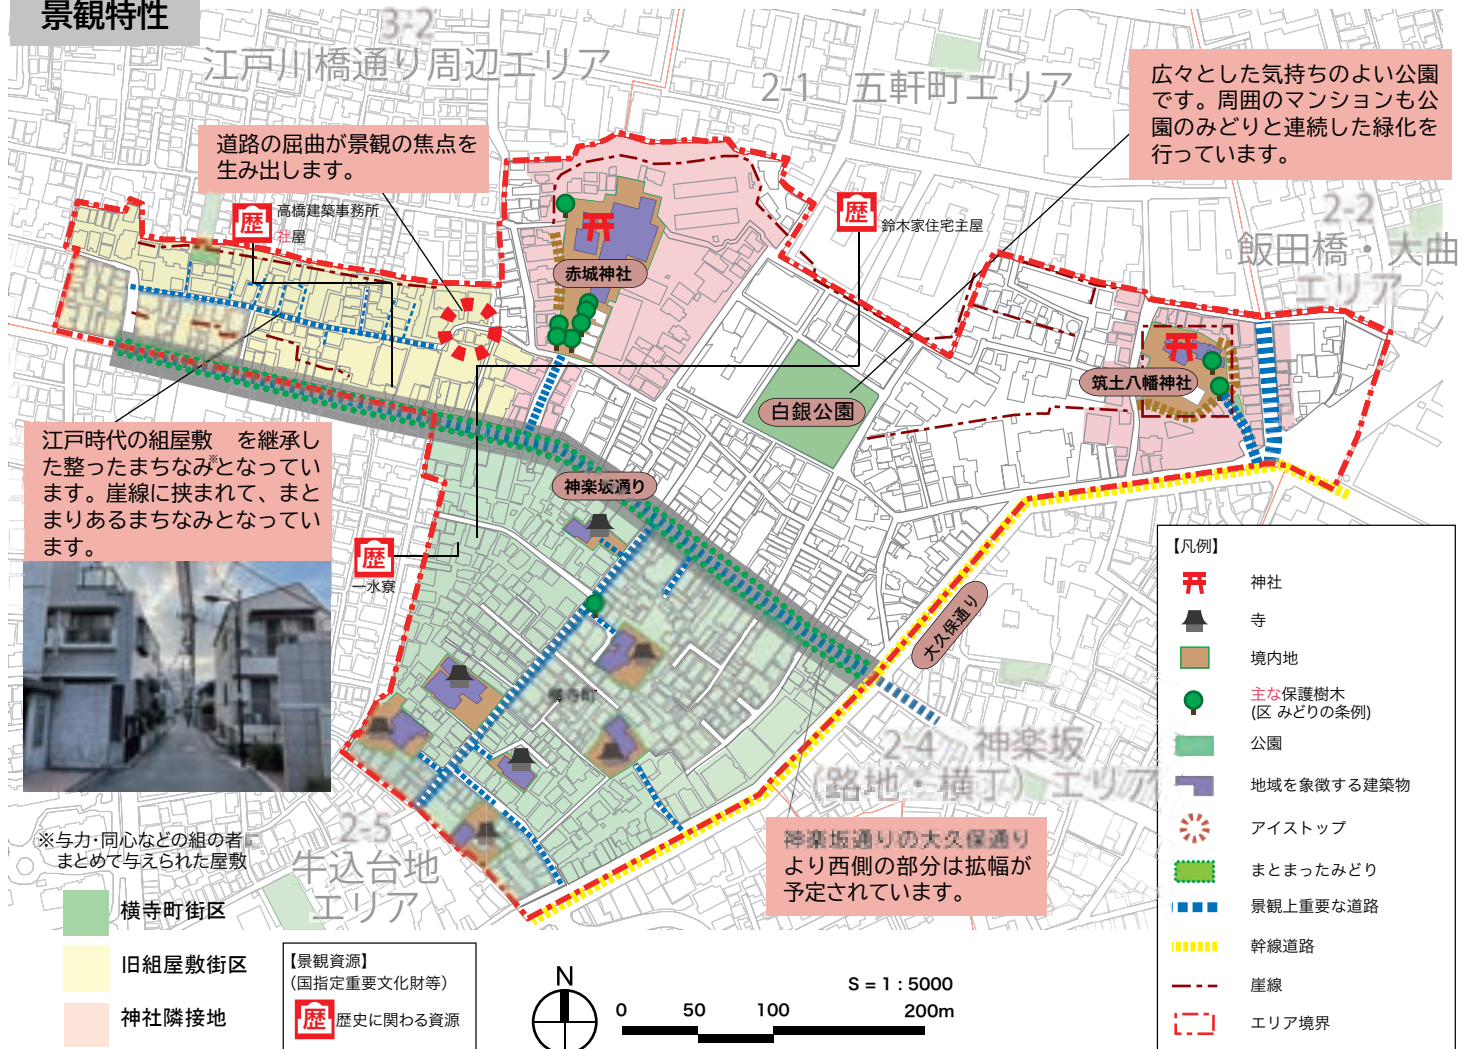 景観特性
3-2
江戸川橋通り周辺エリア
2-1 五軒町エリア
広々とした気持ちのよい公園
です。周囲のマンションも公
園のみどりと連続した緑化を
行っています。
道路の屈曲が景観の焦点を
生み出します。
2-2
飯田橋・大曲
エリア
歴
高橋建築事務所
社屋
歴
鈴木家住宅主屋
赤城神社
筑土八幡神社
白銀公園
江戸時代の組屋敷 を継承し
た整ったまちなみ※となってい
ます。崖線に挟まれて、まと
まりあるまちなみとなってい
ます。
神楽坂通り
歴
一水寮
大久保通り
2-4 神楽坂
(路地・横丁)エリア
2-5
牛込台地
エリア
神楽坂通りの大久保通り
より西側の部分は拡幅が
予定されています。
※与力・同心などの組の者に
まとめて与えられた屋敷
横寺町街区
旧組屋敷街区
神社隣接地
【景観資源】
(国指定重要文化財等)
歴 歴史に関わる資源
N
S = 1 : 5000
0 50 100 200m
【凡例】
神社
寺
境内地
主な保護樹木
(区 みどりの条例)
公園
地域を象徴する建築物
アイストップ
まとまったみどり
景観上重要な道路
幹線道路
崖線
エリア境界